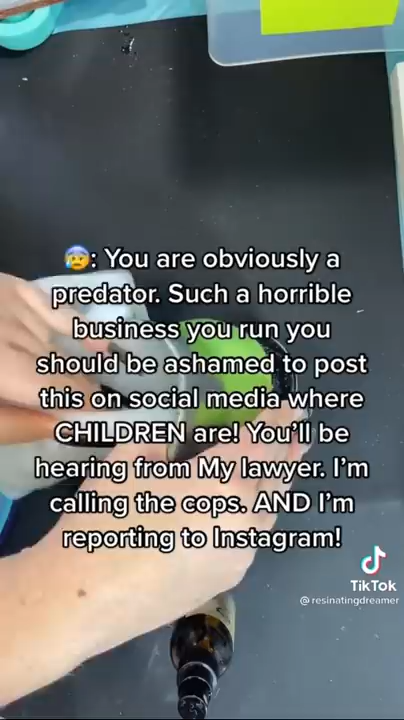 😰: You are obviously a
predator. Such a horrible
business you run you
should be ashamed to post
this on social media where
CHILDREN are! You'll be
hearing from My lawyer. I'm
calling the cops. AND I'm
reporting to Instagram!
TikTok
@resinatingdreamer